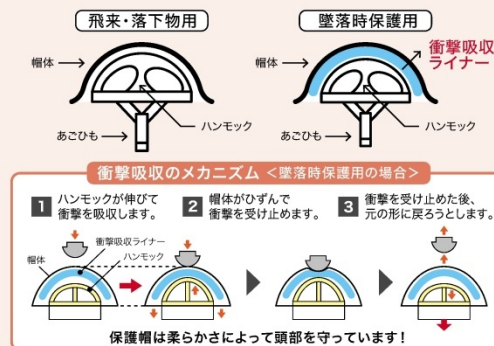 飛来・落下物用
墜落時保護用
帽体
ハンモック
あごひも
帽体
衝撃吸収
ライナー
ハンモック
あごひも
衝撃吸収のメカニズム <墜落時保護用の場合>
1 ハンモックが伸びて
衝撃を吸収します。
2 帽体がひずんで
衝撃を受け止めます。
3 衝撃を受け止めた後、
元の形に戻ろうとします。
衝撃吸収ライナー
帽体
ハンモック
保護帽は柔らかさによって頭部を守っています!